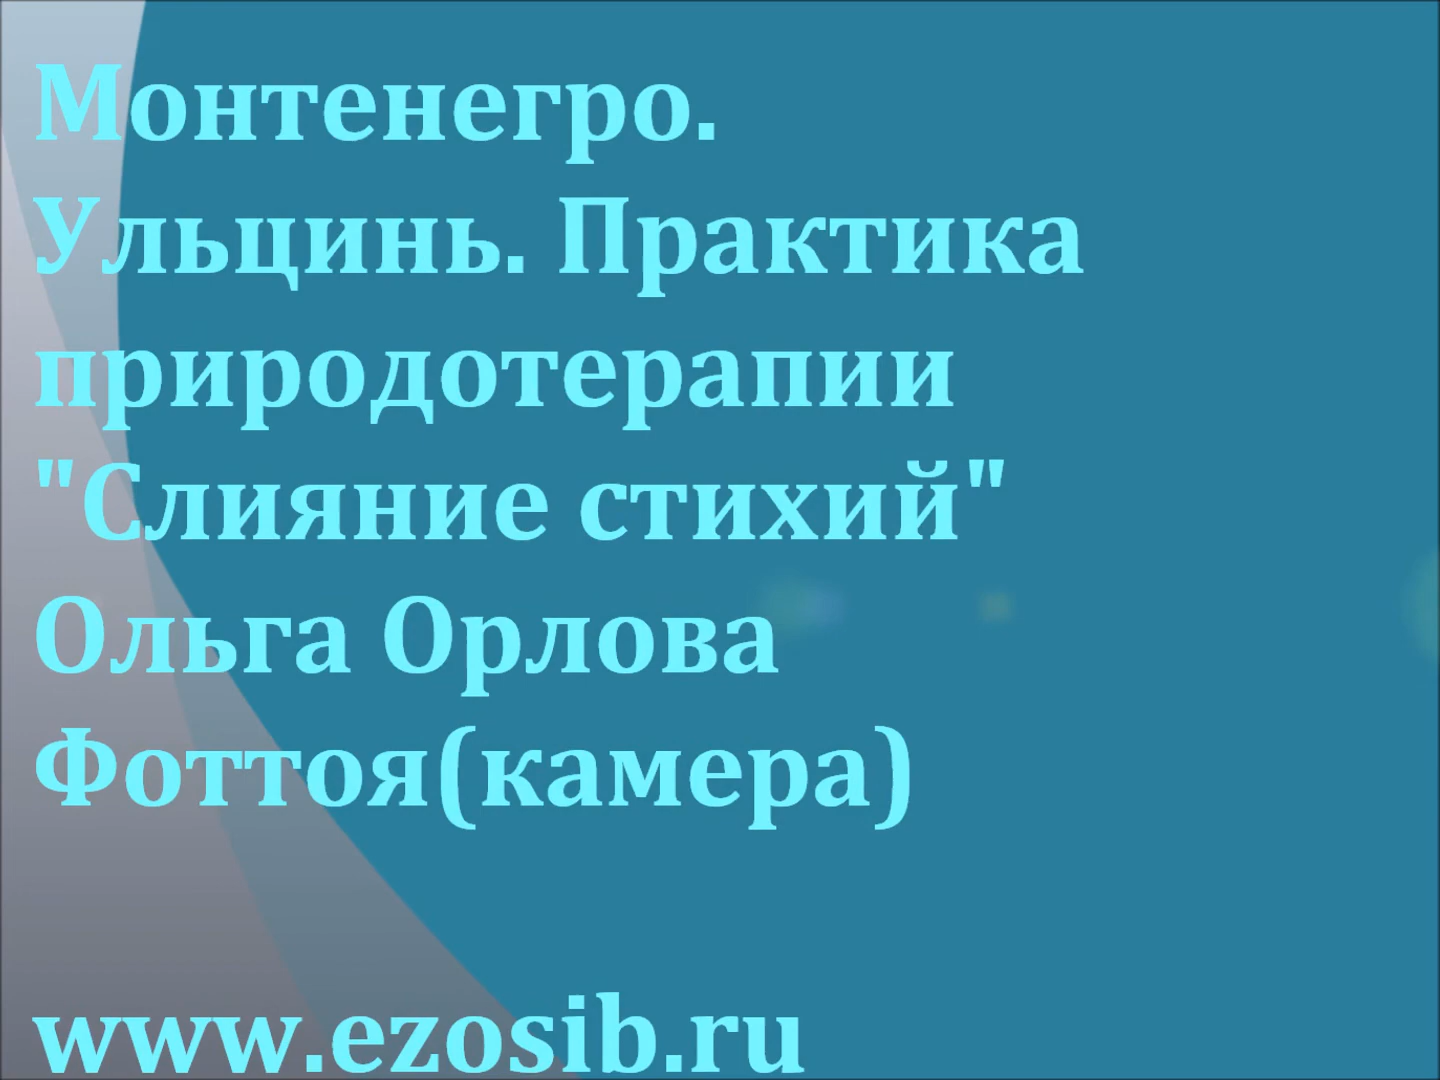 Монтенегро.
Ульцинь. Практика
природотерапии
"Слияние стихий"
Ольга Орлова
Фоттоя(камера)
www.ezosib.ru